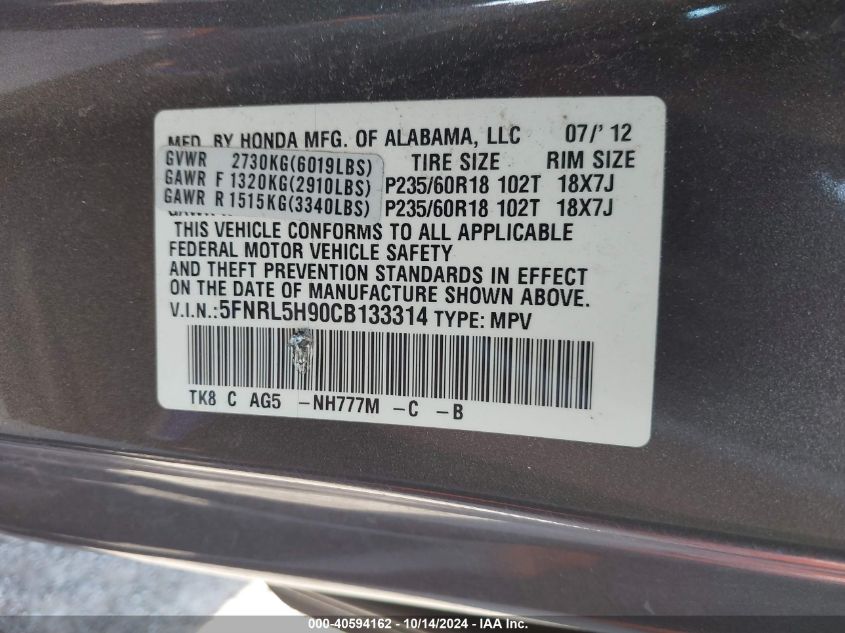 MFD. BY HONDA MFG. OF ALABAMA, LLC 07/' 12
GVWR 2730KG(6019LBS) TIRE SIZE RIM SIZE
GAWR F 1320KG(2910LBS) P235/60R18 102T 18X7J
GAWR R 1515KG(3340LBS) P235/60R18 102T 18X7J
THIS VEHICLE CONFORMS TO ALL APPLICABLE
FEDERAL MOTOR VEHICLE SAFETY
AND THEFT PREVENTION STANDARDS IN EFFECT
ON THE DATE OF MANUFACTURE SHOWN ABOVE.
V.I.N.:5FNRL5H90CB133314 TYPE: MPV
TK8 C AG5 -NH777M -C -B
000-40594162 - 10/14/2024 - IAAI.com